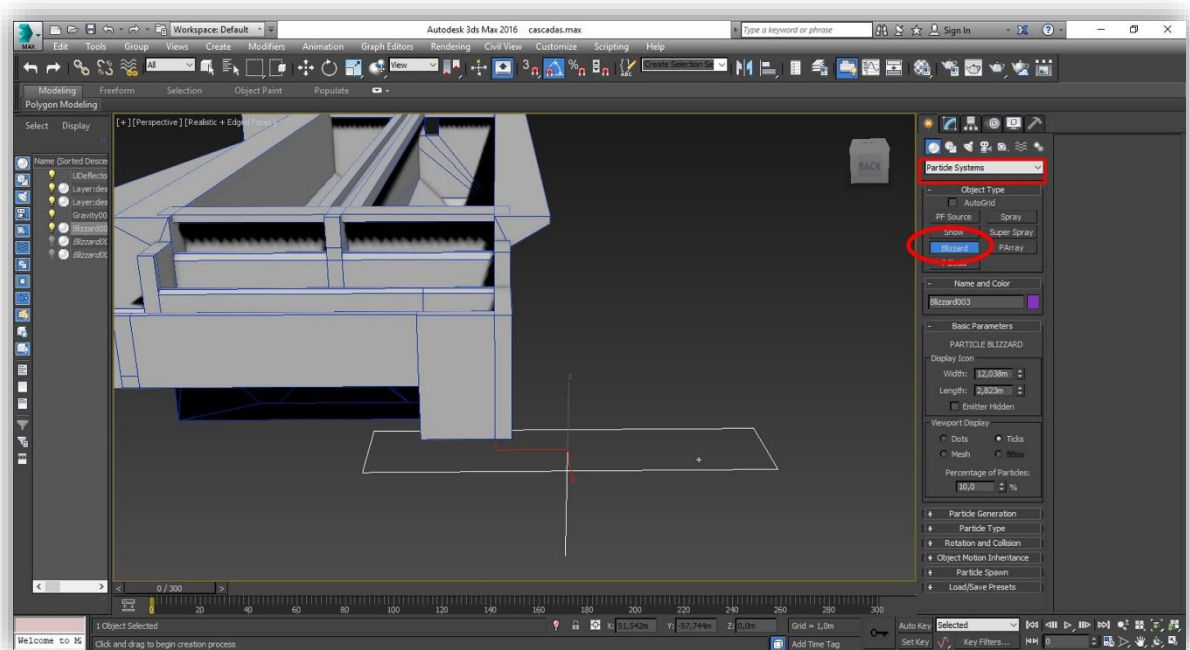 Workspace: Default
Autodesk 3ds Max 2016 cascadas.max
Type a keyword or phrase
Sign In
MAX
Edit Tools Group Views Create Modifiers Animation Graph Editors Rendering Civil View Customize Scripting Help
All
View
3
Create Selection Se
Modeling Freeform Selection Object Paint Populate
Polygon Modeling
Select Display
[+] [Perspective] [Realistic + Edged Faces]
BACK
Name (Sorted Descen
UDeflecto
Layer:des
Layer:des
Gravity00
Blizzard00
Blizzard00
Blizzard00
Particle Systems
- Object Type
AutoGrid
PF Source Spray
Snow Super Spray
Blizzard PArray
- Name and Color
Blizzard003
- Basic Parameters
PARTICLE BLIZZARD
Display Icon
Width: 12,038m
Length: 2,823m
Emitter Hidden
Viewport Display
Dots Ticks
Mesh BBox
Percentage of Particles:
10,0 %
+ Particle Generation
+ Particle Type
+ Rotation and Collision
+ Object Motion Inheritance
+ Particle Spawn
+ Load/Save Presets
z
< 0 / 300 >
0 20 40 60 80 100 120 140 160 180 200 220 240 260 280 300
1 Object Selected
X: 51,542m Y: -57,744m Z: 0,0m Grid = 1,0m
Auto Key Selected
Welcome to M
Click and drag to begin creation process
Add Time Tag
Set Key Key Filters... 0